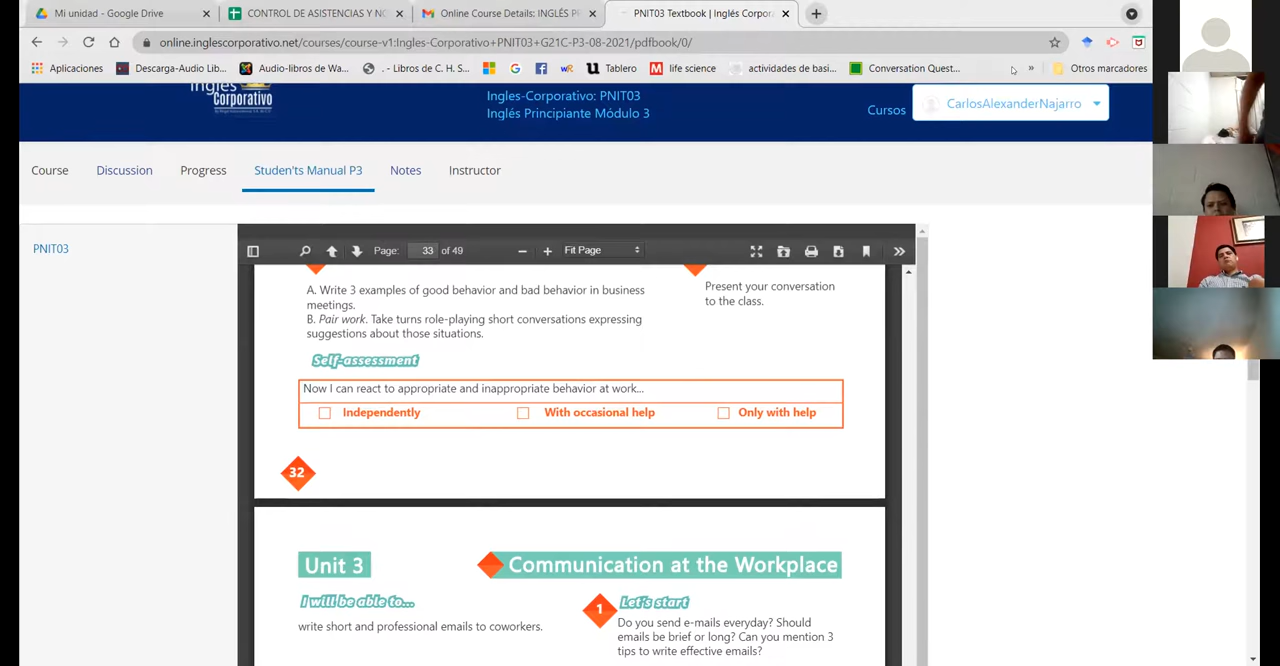 Mi unidad - Google Drive
CONTROL DE ASISTENCIAS Y NO
Online Course Details: INGLÉS PR
PNIT03 Textbook | Inglés Corpora
online.inglescorporativo.net/courses/course-v1:Ingles-Corporativo+PNIT03+G21C-P3-08-2021/pdfbook/0/
Aplicaciones
Descarga-Audio Lib...
Audio-libros de Wa...
. - Libros de C. H. S...
Tablero
life science
actividades de basi...
Conversation Quest...
»
Otros marcadores
Inglés
Corporativo
Ingles-Corporativo: PNIT03
Inglés Principiante Módulo 3
Cursos
CarlosAlexanderNajarro
Course
Discussion
Progress
Studen'ts Manual P3
Notes
Instructor
PNIT03
Page: 33 of 49
Fit Page
A. Write 3 examples of good behavior and bad behavior in business
meetings.
B. Pair work. Take turns role-playing short conversations expressing
suggestions about those situations.
Present your conversation
to the class.
Self-assessment
Now I can react to appropriate and inappropriate behavior at work...
Independently
With occasional help
Only with help
32
Unit 3
Communication at the Workplace
I will be able to...
write short and professional emails to coworkers.
1
Let's start
Do you send e-mails everyday? Should
emails be brief or long? Can you mention 3
tips to write effective emails?